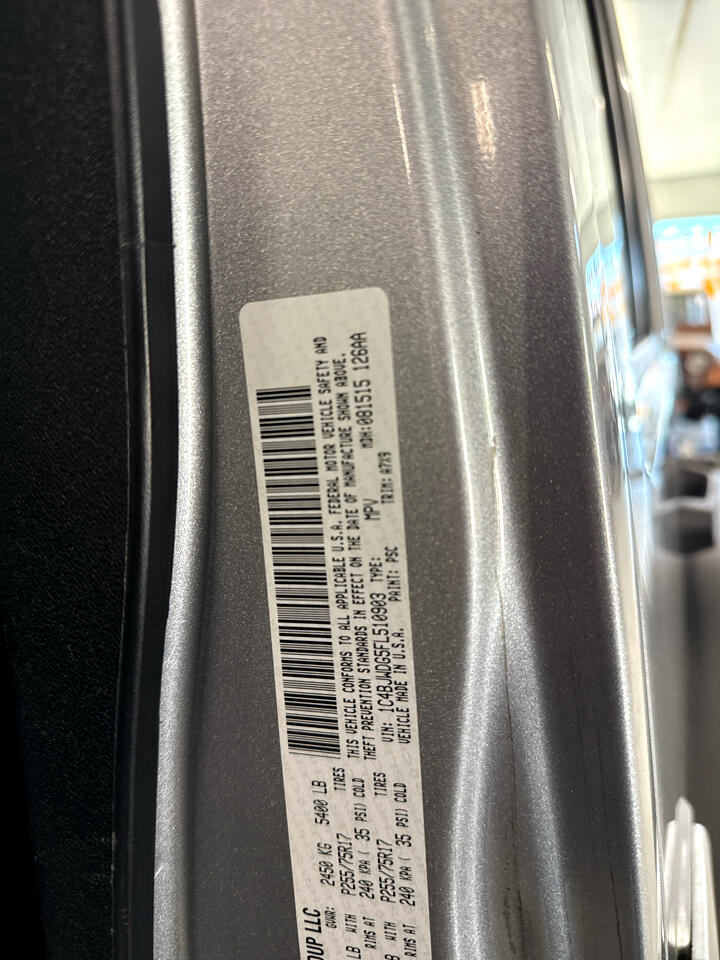 OUP LLC
GVWR: 2450 KG 5400 LB
LB WITH P255/75R17 TIRES
RIMS AT 240 KPA ( 35 PSI) COLD
B WITH P255/75R17 TIRES
RIMS AT 240 KPA ( 35 PSI) COLD
THIS VEHICLE CONFORMS TO ALL APPLICABLE U.S.A. FEDERAL MOTOR VEHICLE SAFETY AND
THEFT PREVENTION STANDARDS IN EFFECT ON THE DATE OF MANUFACTURE SHOWN ABOVE.
VIN: 1C4BJWDG5FL510903 TYPE: MPV MDH:081515 126AA
VEHICLE MADE IN U.S.A. PAINT: PSC TRIM: A7X9